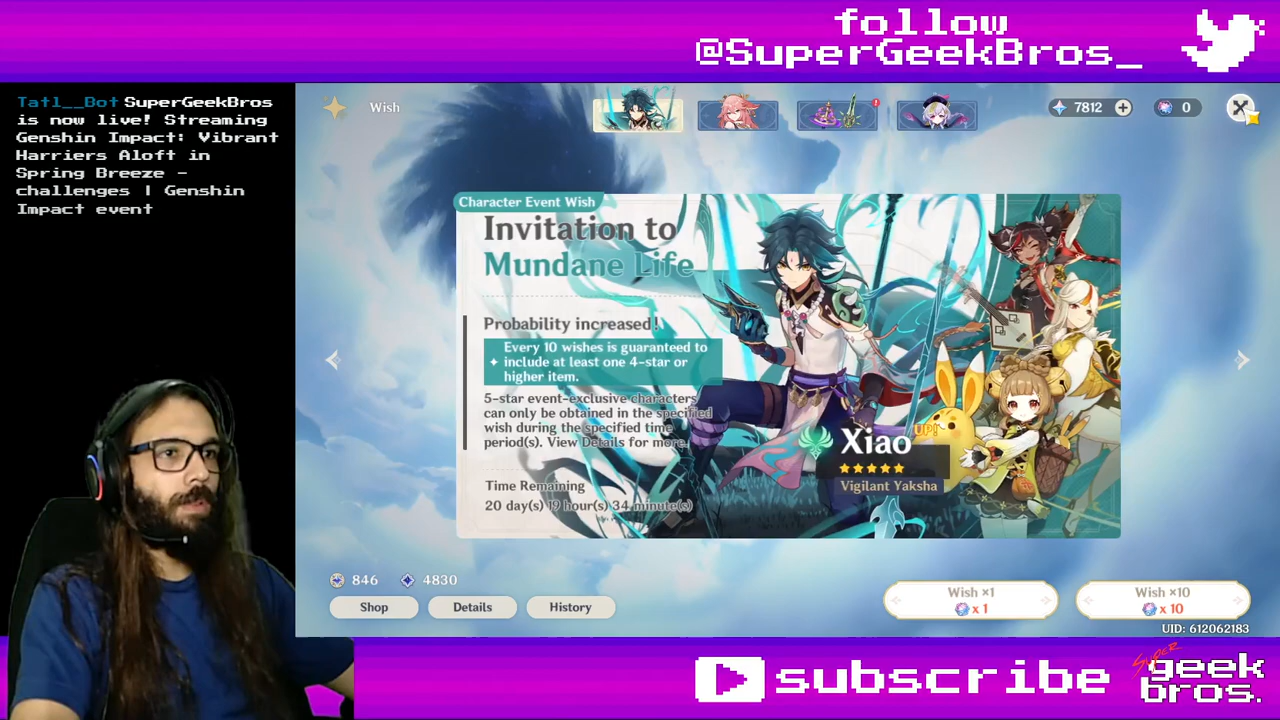 follow
@SuperGeekBros_
Tatl__Bot SuperGeekBros
is now live! Streaming
Genshin Impact: Vibrant
Harriers Aloft in
Spring Breeze -
challenges | Genshin
Impact event
Wish
7812
0
Character Event Wish
Invitation to
Mundane Life
Probability increased!
Every 10 wishes is guaranteed to
include at least one 4-star or
higher item.
5-star event-exclusive characters
can only be obtained in the specified
wish during the specified time
period(s). View Details for more.
Time Remaining
20 day(s) 19 hour(s) 34 minute(s)
UP!
Xiao
Vigilant Yaksha
846
4830
Shop
Details
History
Wish ×1
x 1
Wish ×10
x 10
UID: 612062183
subscribe
SUPER
geek
bros.